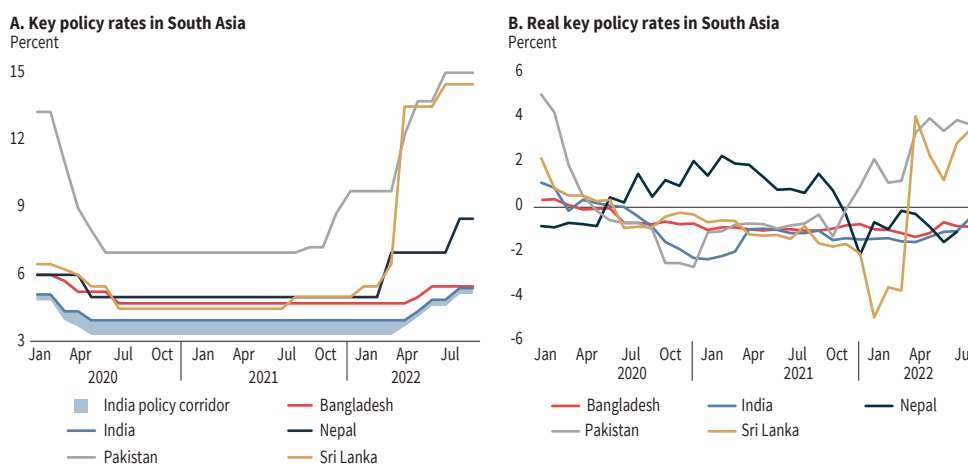 A. Key policy rates in South Asia
Percent
15
12
9
6
3
Jan Apr Jul Oct Jan Apr Jul Oct Jan Apr Jul
2020 2021 2022
India policy corridor Bangladesh
India Nepal
Pakistan Sri Lanka
B. Real key policy rates in South Asia
Percent
6
4
2
0
-2
-4
-6
Jan Apr Jul Oct Jan Apr Jul Oct Jan Apr Ju
2020 2021 2022
Bangladesh India Nepal
Pakistan Sri Lanka